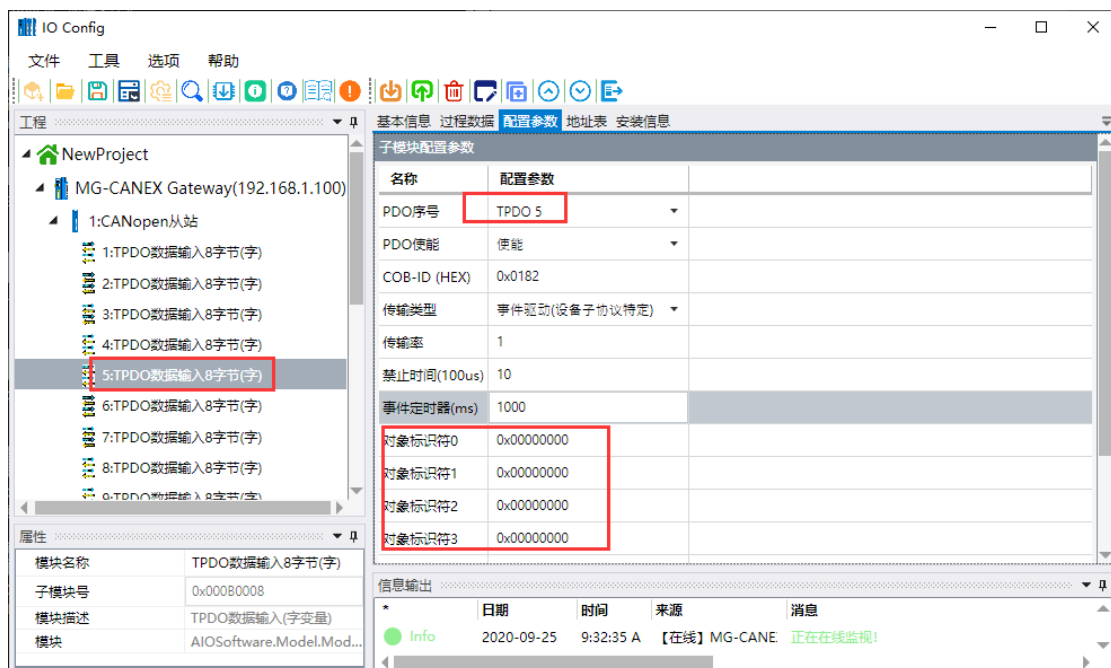 IO Config
文件 工具 选项 帮助
工程
NewProject
MG-CANEX Gateway(192.168.1.100)
1:CANopen从站
1:TPDO数据输入8字节(字)
2:TPDO数据输入8字节(字)
3:TPDO数据输入8字节(字)
4:TPDO数据输入8字节(字)
5:TPDO数据输入8字节(字)
6:TPDO数据输入8字节(字)
7:TPDO数据输入8字节(字)
8:TPDO数据输入8字节(字)
9:TPDO数据输入8字节(字)
属性
模块名称 TPDO数据输入8字节(字)
子模块号 0x000B0008
模块描述 TPDO数据输入(字变量)
模块 AIOSoftware.Model.Mod...
基本信息 过程数据 配置参数 地址表 安装信息
子模块配置参数
名称 配置参数
PDO序号 TPDO 5
PDO使能 使能
COB-ID (HEX) 0x0182
传输类型 事件驱动(设备子协议特定)
传输率 1
禁止时间(100us) 10
事件定时器(ms) 1000
对象标识符0 0x00000000
对象标识符1 0x00000000
对象标识符2 0x00000000
对象标识符3 0x00000000
信息输出
* 日期 时间 来源 消息
Info 2020-09-25 9:32:35 A 【在线】MG-CANE 正在在线监视!